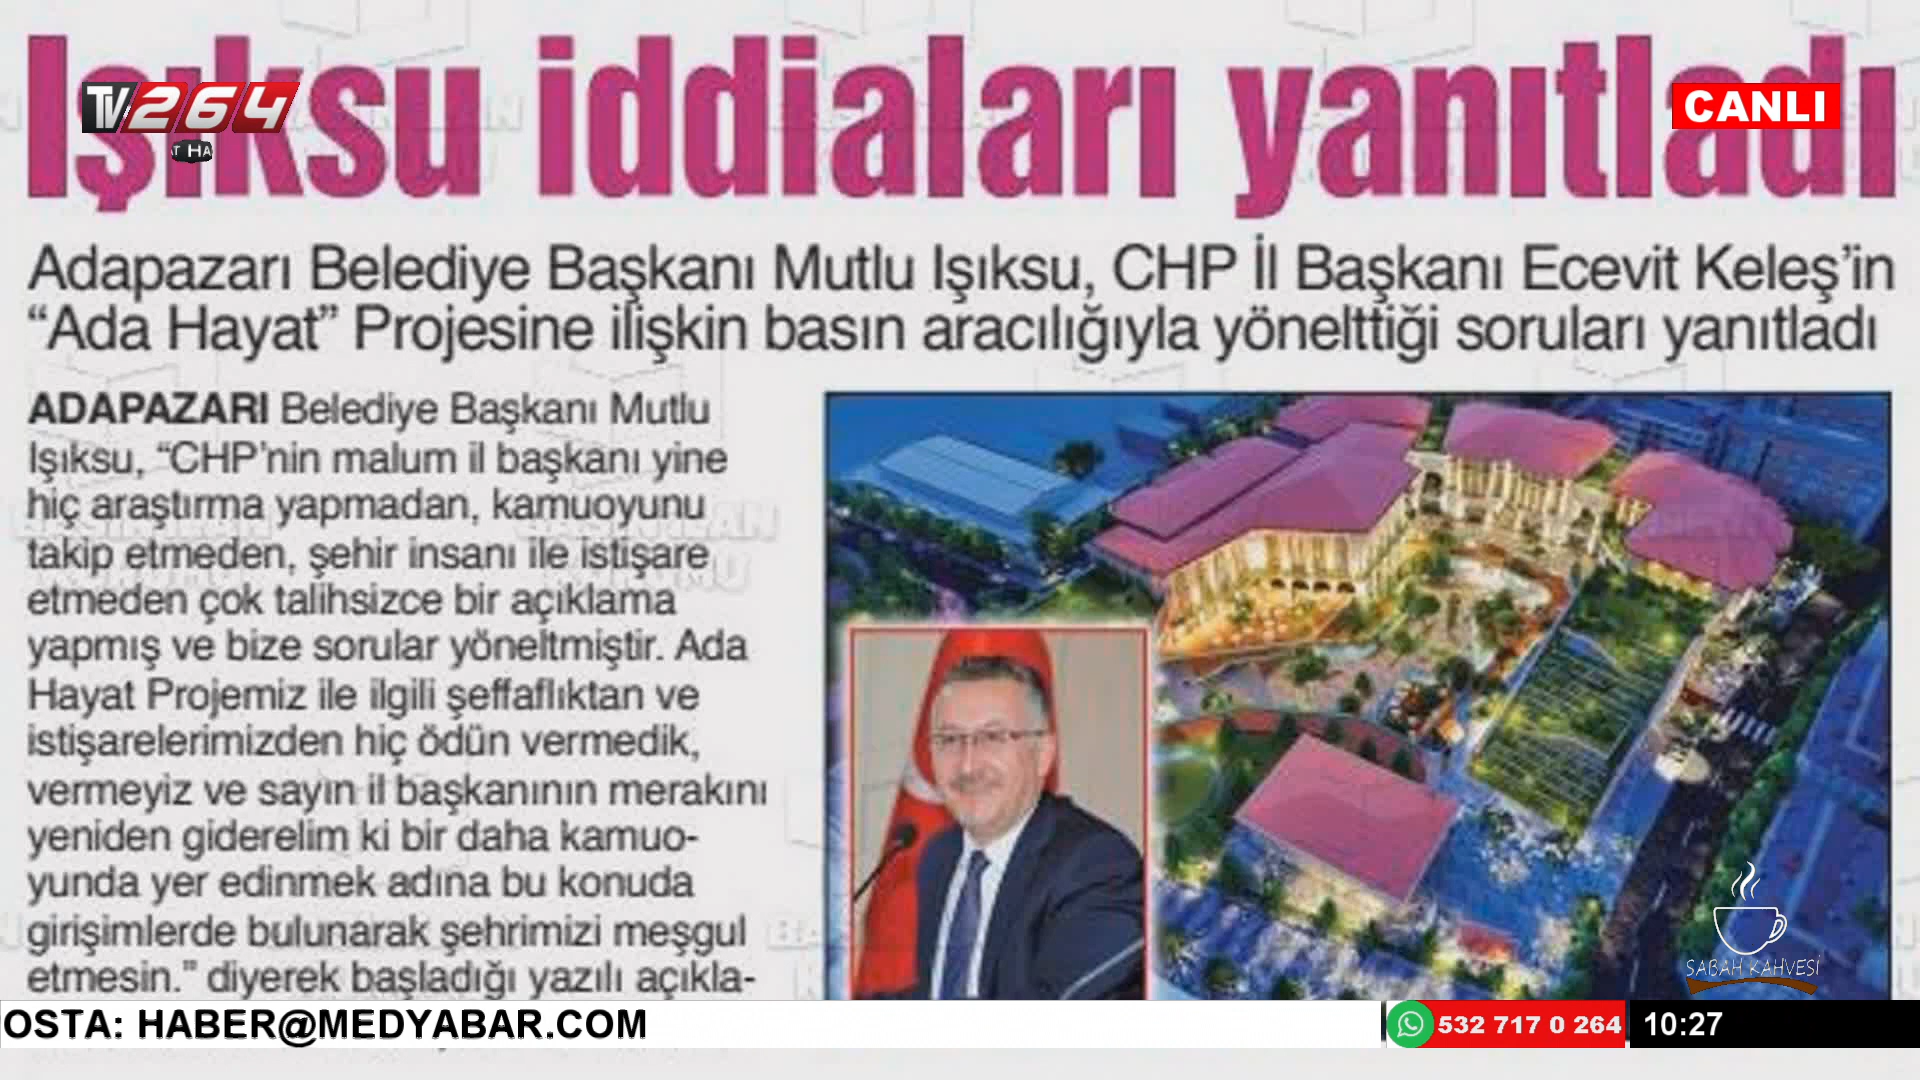 Işıksu iddiaları yanıtladı
TV264
T HA
CANLI
Adapazarı Belediye Başkanı Mutlu Işıksu, CHP İl Başkanı Ecevit Keleş’in
“Ada Hayat” Projesine ilişkin basın aracılığıyla yönelttiği soruları yanıtladı
ADAPAZARI Belediye Başkanı Mutlu
Işıksu, “CHP’nin malum il başkanı yine
hiç araştırma yapmadan, kamuoyunu
takip etmeden, şehir insanı ile istişare
etmeden çok talihsizce bir açıklama
yapmış ve bize sorular yöneltmiştir. Ada
Hayat Projemiz ile ilgili şeffaflıktan ve
istişarelerimizden hiç ödün vermedik,
vermeyiz ve sayın il başkanının merakını
yeniden giderelim ki bir daha kamuo-
yunda yer edinmek adına bu konuda
girişimlerde bulunarak şehrimizi meşgul
etmesin.” diyerek başladığı yazılı açıkla-
SABAH KAHVESİ
OSTA: HABER@MEDYABAR.COM
532 717 0 264
10:27